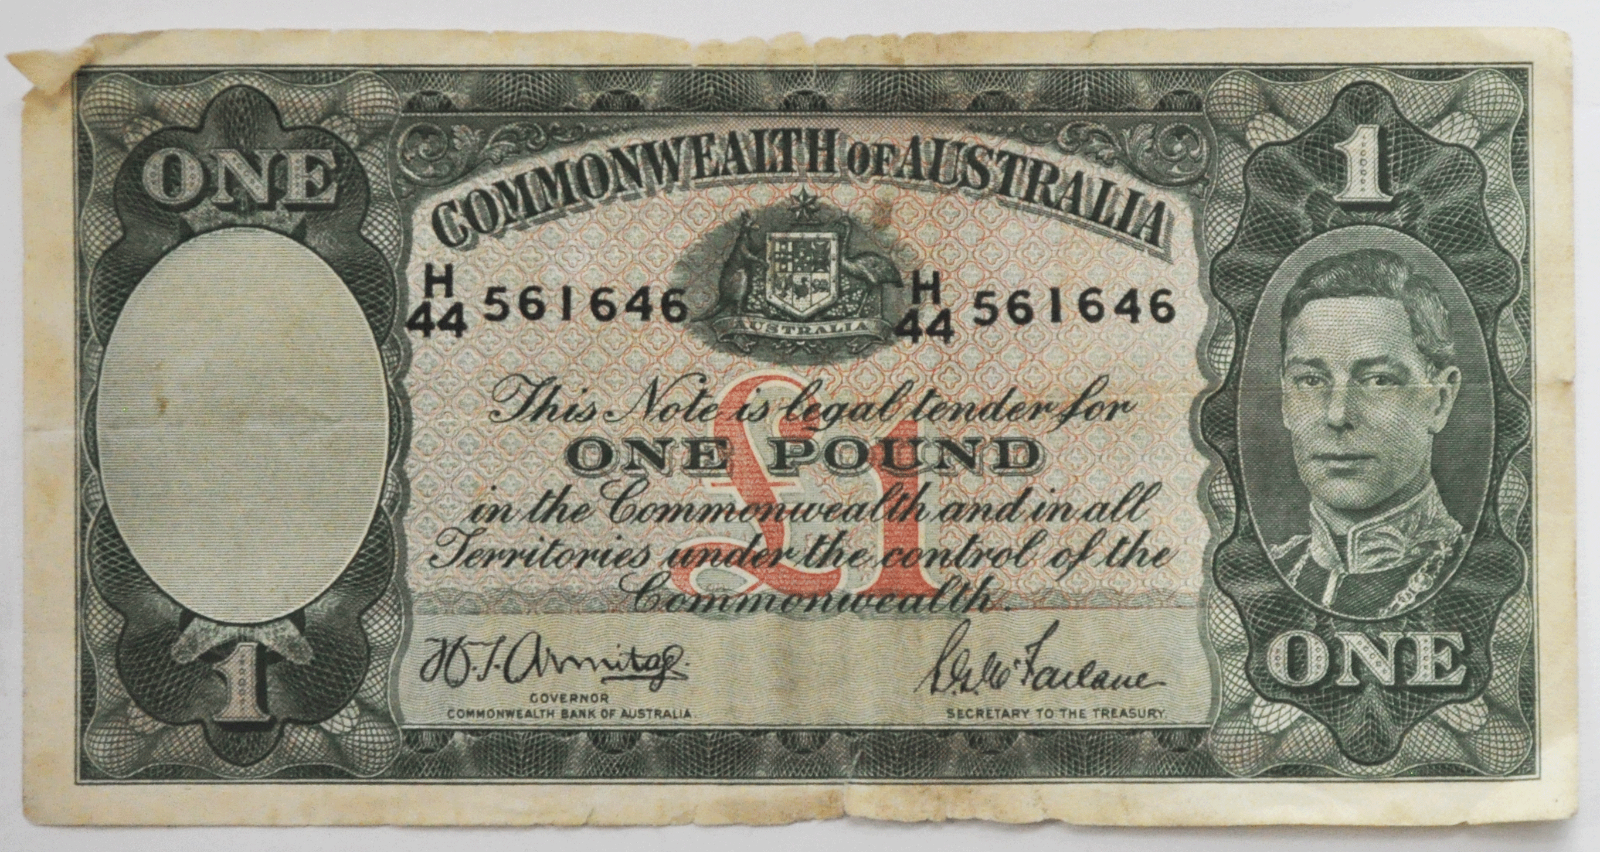 COMMONWEALTH OF AUSTRALIA
ONE
1
H
44 561646
H
44 561646
AUSTRALIA
This Note is legal tender for
£1
ONE POUND
in the Commonwealth and in all
Territories under the control of the
Commonwealth.
H.T. Armitage.
GOVERNOR
COMMONWEALTH BANK OF AUSTRALIA
S.G. McFarlane
SECRETARY TO THE TREASURY
1
ONE